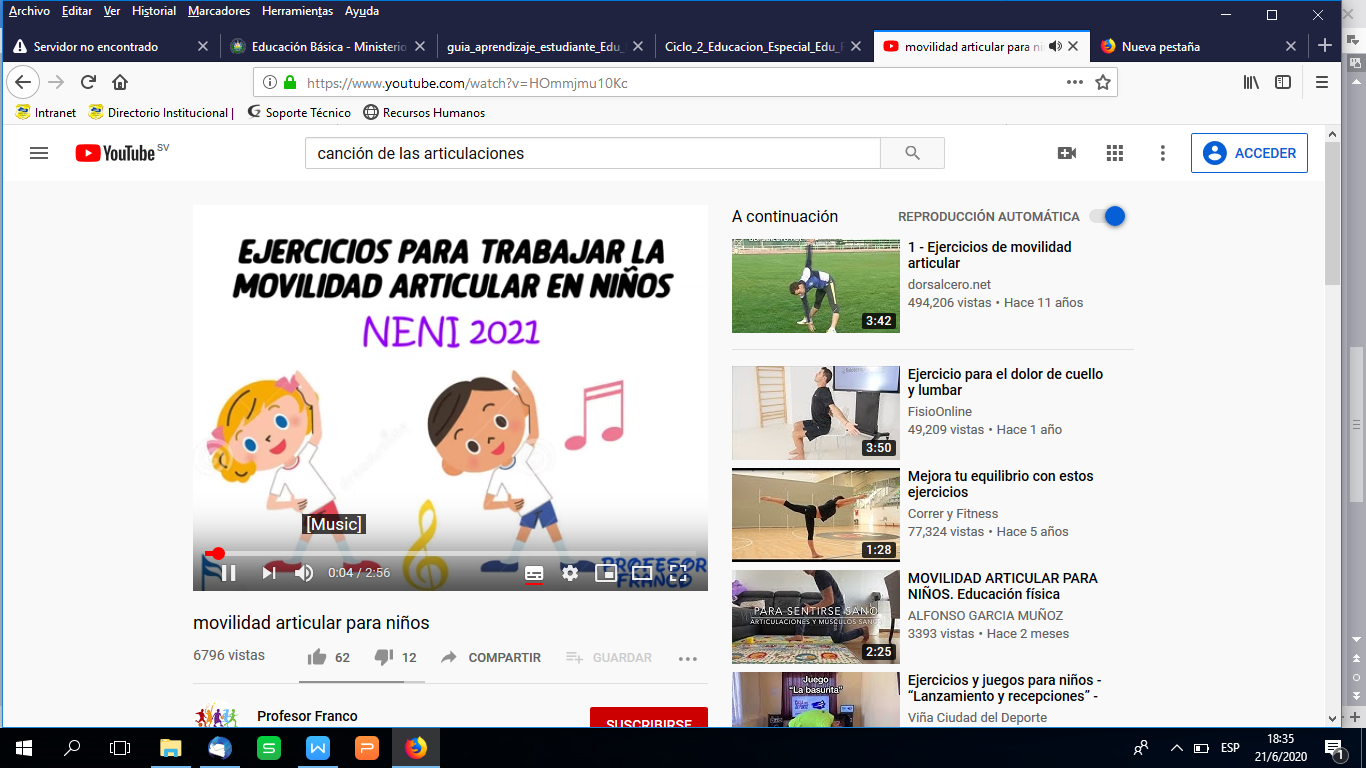 Archivo Editar Ver Historial Marcadores Herramientas Ayuda
Servidor no encontrado
Educación Básica - Ministerio
guia_aprendizaje_estudiante_Edu_
Ciclo_2_Educacion_Especial_Edu_
movilidad articular para ni
Nueva pestaña
https://www.youtube.com/watch?v=HOmmjmu10Kc
Intranet Directorio Institucional | Soporte Técnico Recursos Humanos
YouTube SV
canción de las articulaciones
ACCEDER
EJERCICIOS PARA TRABAJAR LA
MOVILIDAD ARTICULAR EN NIÑOS
NENI 2021
[Music]
PROFESOR
FRANCO
0:04 / 2:56
movilidad articular para niños
6796 vistas
62 12 COMPARTIR GUARDAR
Profesor Franco
SUSCRIBIRSE
A continuación REPRODUCCIÓN AUTOMÁTICA
3:42
1 - Ejercicios de movilidad
articular
dorsalcero.net
494,206 vistas • Hace 11 años
3:50
Ejercicio para el dolor de cuello
y lumbar
FisioOnline
49,209 vistas • Hace 1 año
1:28
Mejora tu equilibrio con estos
ejercicios
Correr y Fitness
77,324 vistas • Hace 5 años
PARA SENTIRSE SANO
ARTICULACIONES Y MUSCULOS SANO
2:25
MOVILIDAD ARTICULAR PARA
NIÑOS. Educación física
ALFONSO GARCIA MUÑOZ
3393 vistas • Hace 2 meses
Juego
"La basurita"
Ejercicios y juegos para niños -
“Lanzamiento y recepciones” -
Viña Ciudad del Deporte
ESP
18:35
21/6/2020
1